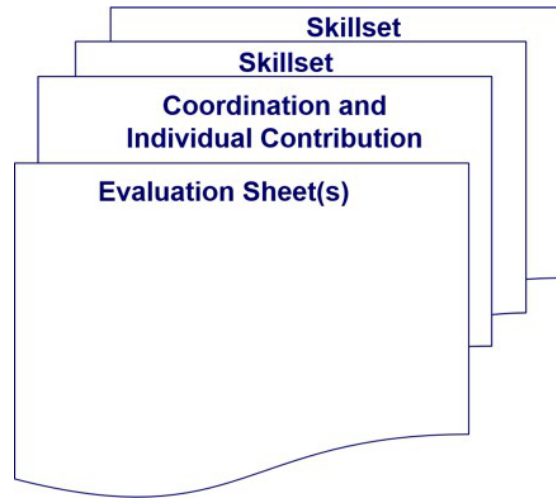 Skillset
Skillset
Coordination and
Individual Contribution
Evaluation Sheet(s)